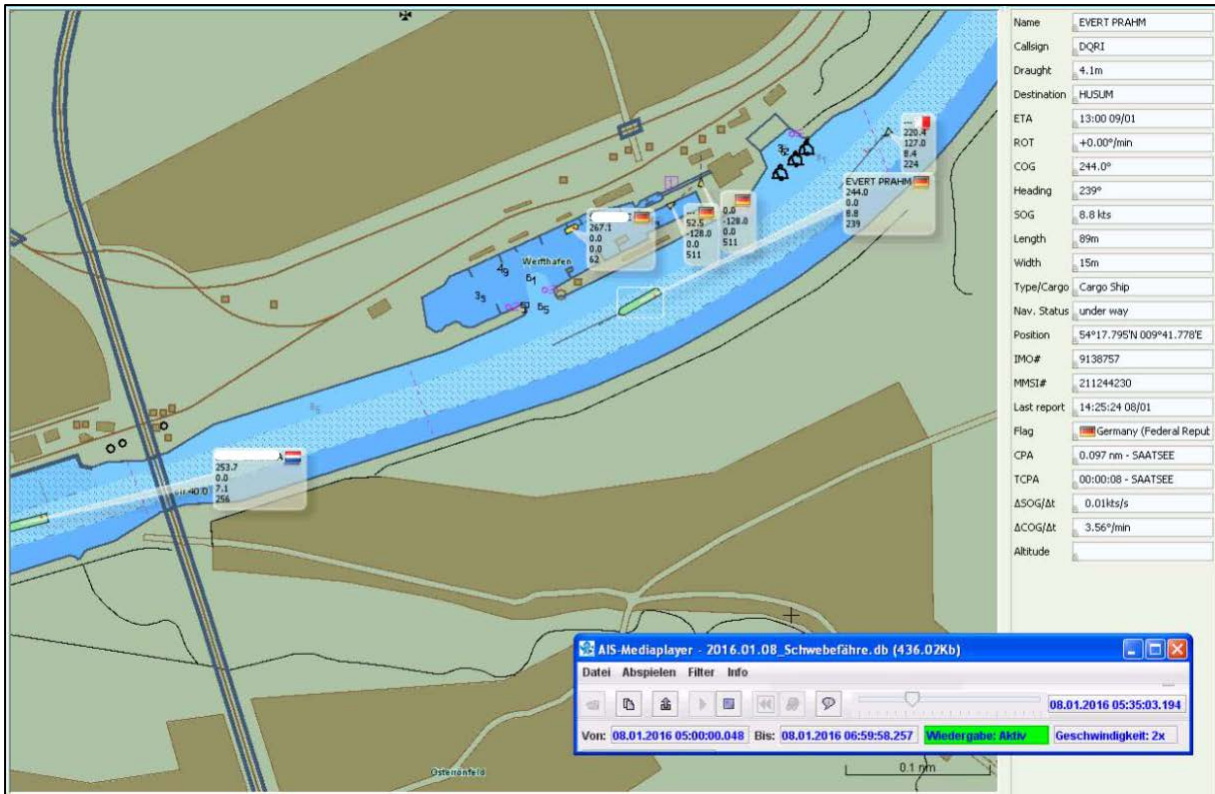 Name EVERT PRAHM
Callsign DQRI
Draught 4.1m
Destination HUSUM
ETA 13:00 09/01
ROT +0.00°/min
COG 244.0°
Heading 239°
SOG 8.8 kts
Length 89m
Width 15m
Type/Cargo Cargo Ship
Nav. Status under way
Position 54°17.795'N 009°41.778'E
IMO# 9138757
MMSI# 211244230
Last report 14:25:24 08/01
Flag Germany (Federal Republ
CPA 0.097 nm - SAATSEE
TCPA 00:00:08 - SAATSEE
ΔSOG/Δt 0.01kts/s
ΔCOG/Δt 3.56°/min
Altitude
...
220.4
127.0
8.4
224
EVERT PRAHM
244.0
0.0
8.8
239
0.0
-128.0
0.0
511
...
52.5
-128.0
0.0
511
267.1
0.0
0.0
62
Werfthafen
1
A
253.7
0.0
7.1
256
40.0
AIS-Mediaplayer - 2016.01.08_Schwebefähre.db (436.02Kb)
Datei Abspielen Filter Info
08.01.2016 05:35:03.194
Von: 08.01.2016 05:00:00.048 Bis: 08.01.2016 06:59:58.257 Wiedergabe: Aktiv Geschwindigkeit: 2x
Osterrönfeld
0.1 nm